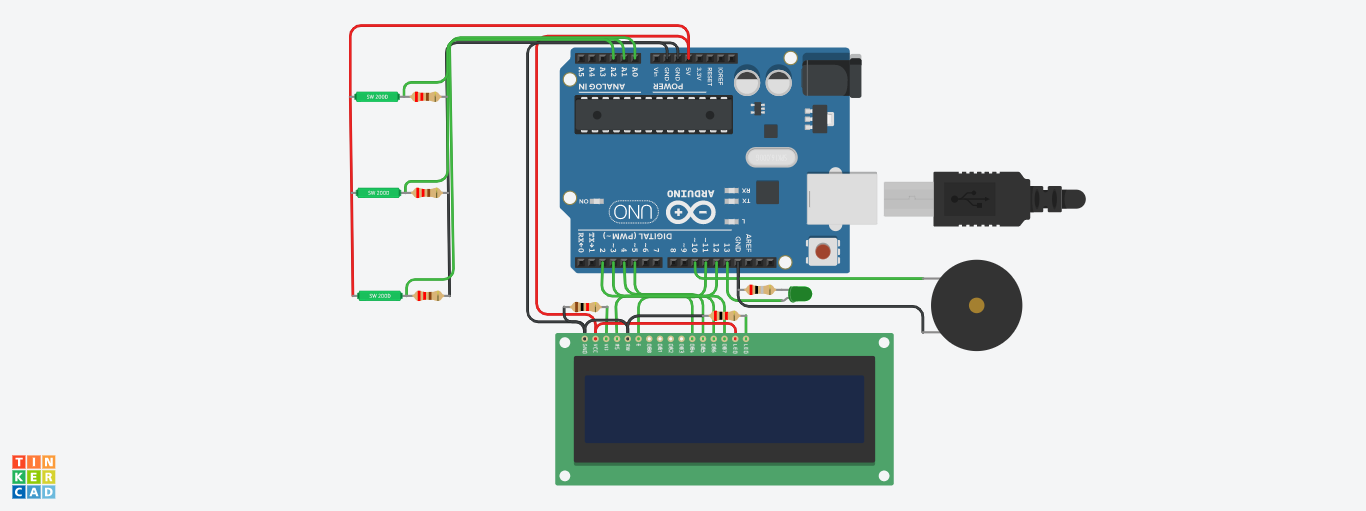 A5
A4
A3
A2
A1
A0
Vin
GND
GND
5V
3.3V
RESET
IOREF
ANALOG IN
POWER
SW 200D
SW 200D
SW 200D
ON
UNO
ARDUINO
RX
TX
L
DIGITAL (PWM~)
RX←0
TX→1
2
~3
4
~5
~6
7
8
~9
~10
~11
12
13
GND
AREF
GND
VCC
RS
RW
E
DB0
DB1
DB2
DB3
DB4
DB5
DB6
DB7
LED
LED
TIN
KER
CAD